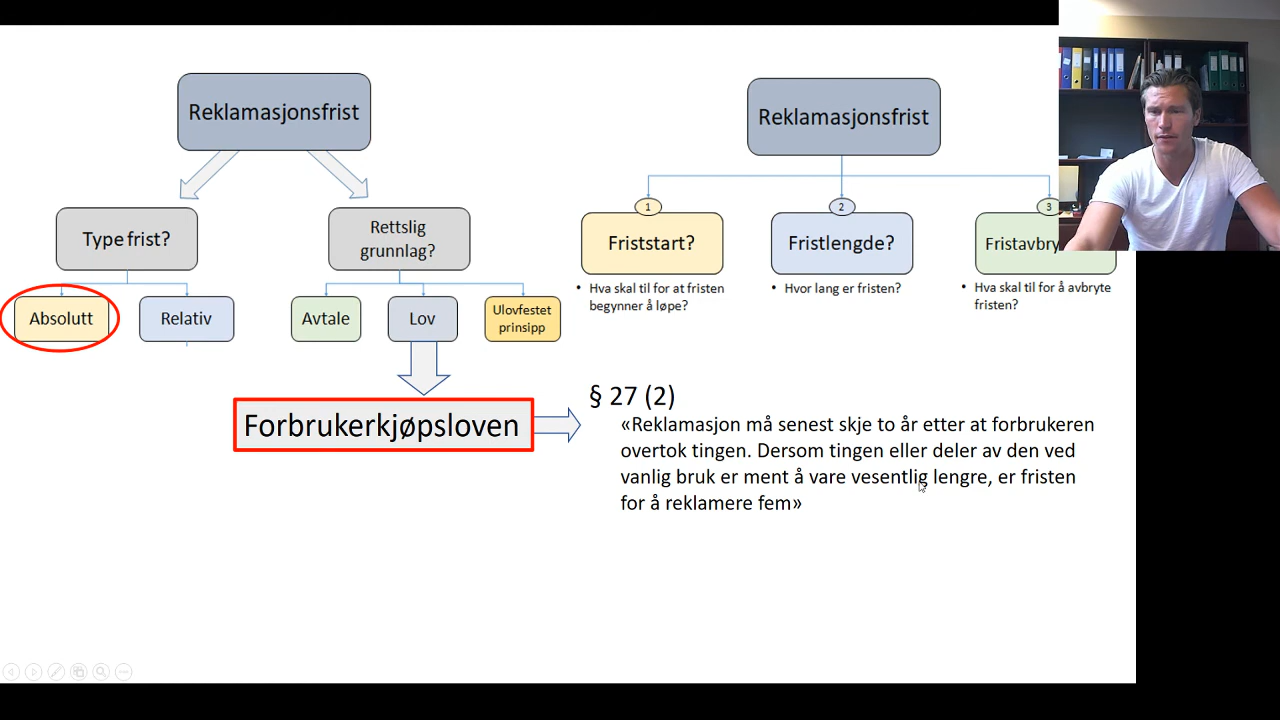 Reklamasjonsfrist
Type frist?
Rettslig
grunnlag?
Absolutt
Relativ
Avtale
Lov
Ulovfestet
prinsipp
Reklamasjonsfrist
1
Friststart?
• Hva skal til for at fristen
begynner å løpe?
2
Fristlengde?
• Hvor lang er fristen?
3
Fristavbry
• Hva skal til for å avbryte
fristen?
Forbrukerkjøpsloven
§ 27 (2)
«Reklamasjon må senest skje to år etter at forbrukeren
overtok tingen. Dersom tingen eller deler av den ved
vanlig bruk er ment å vare vesentlig lengre, er fristen
for å reklamere fem»